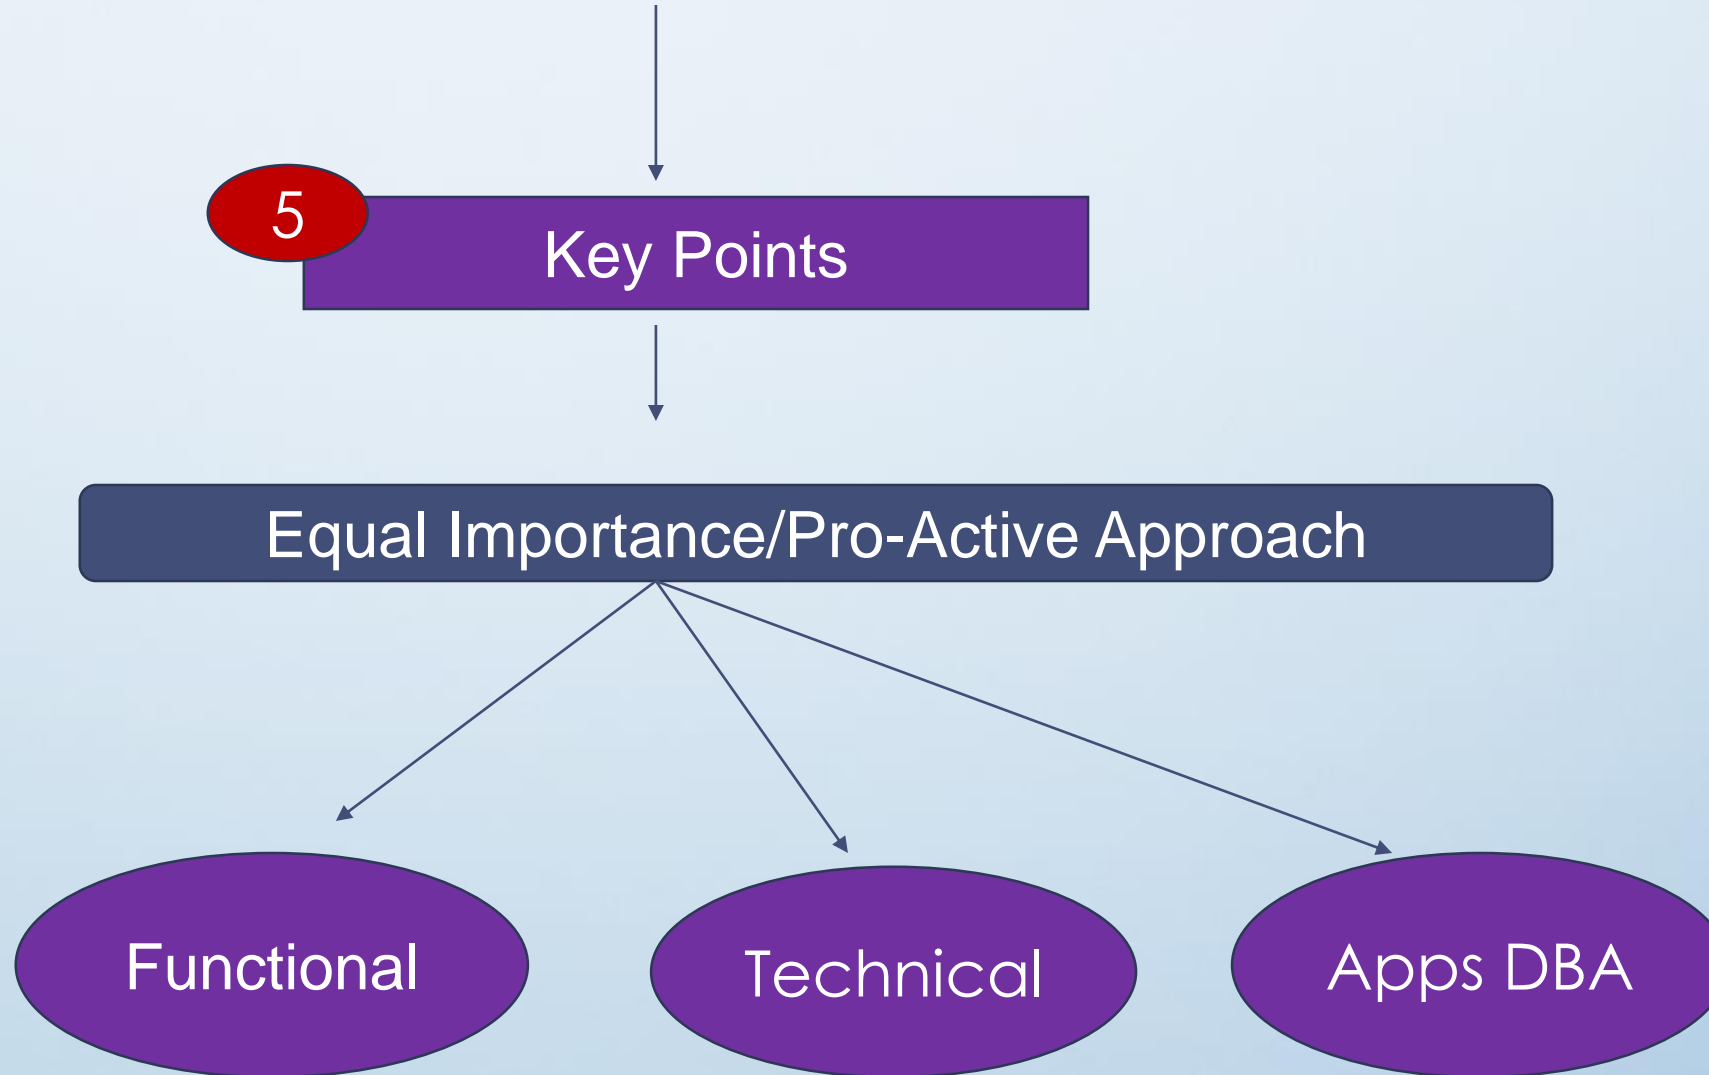 5
Key Points
Equal Importance/Pro-Active Approach
Functional
Technical
Apps DBA